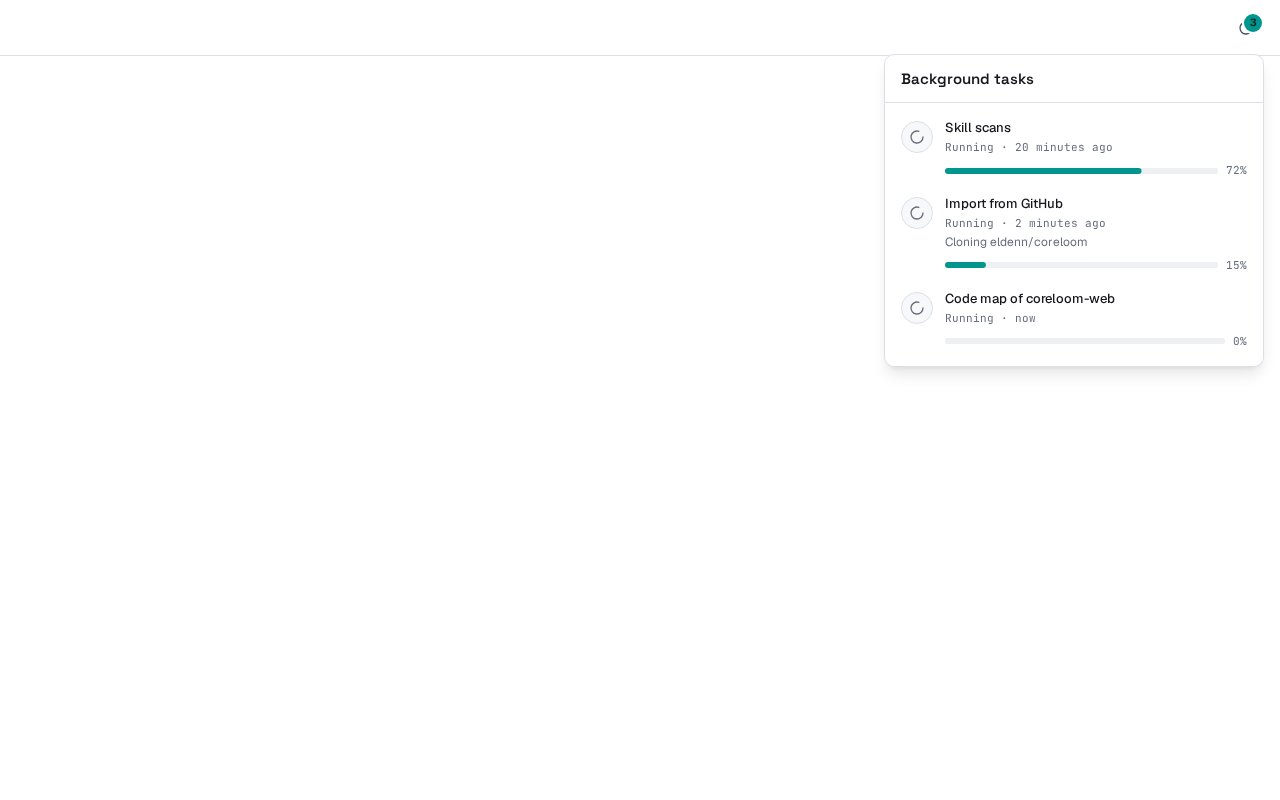 3
Background tasks
Skill scans
Running · 20 minutes ago
72%
Import from GitHub
Running · 2 minutes ago
Cloning eldenn/coreloom
15%
Code map of coreloom-web
Running · now
0%